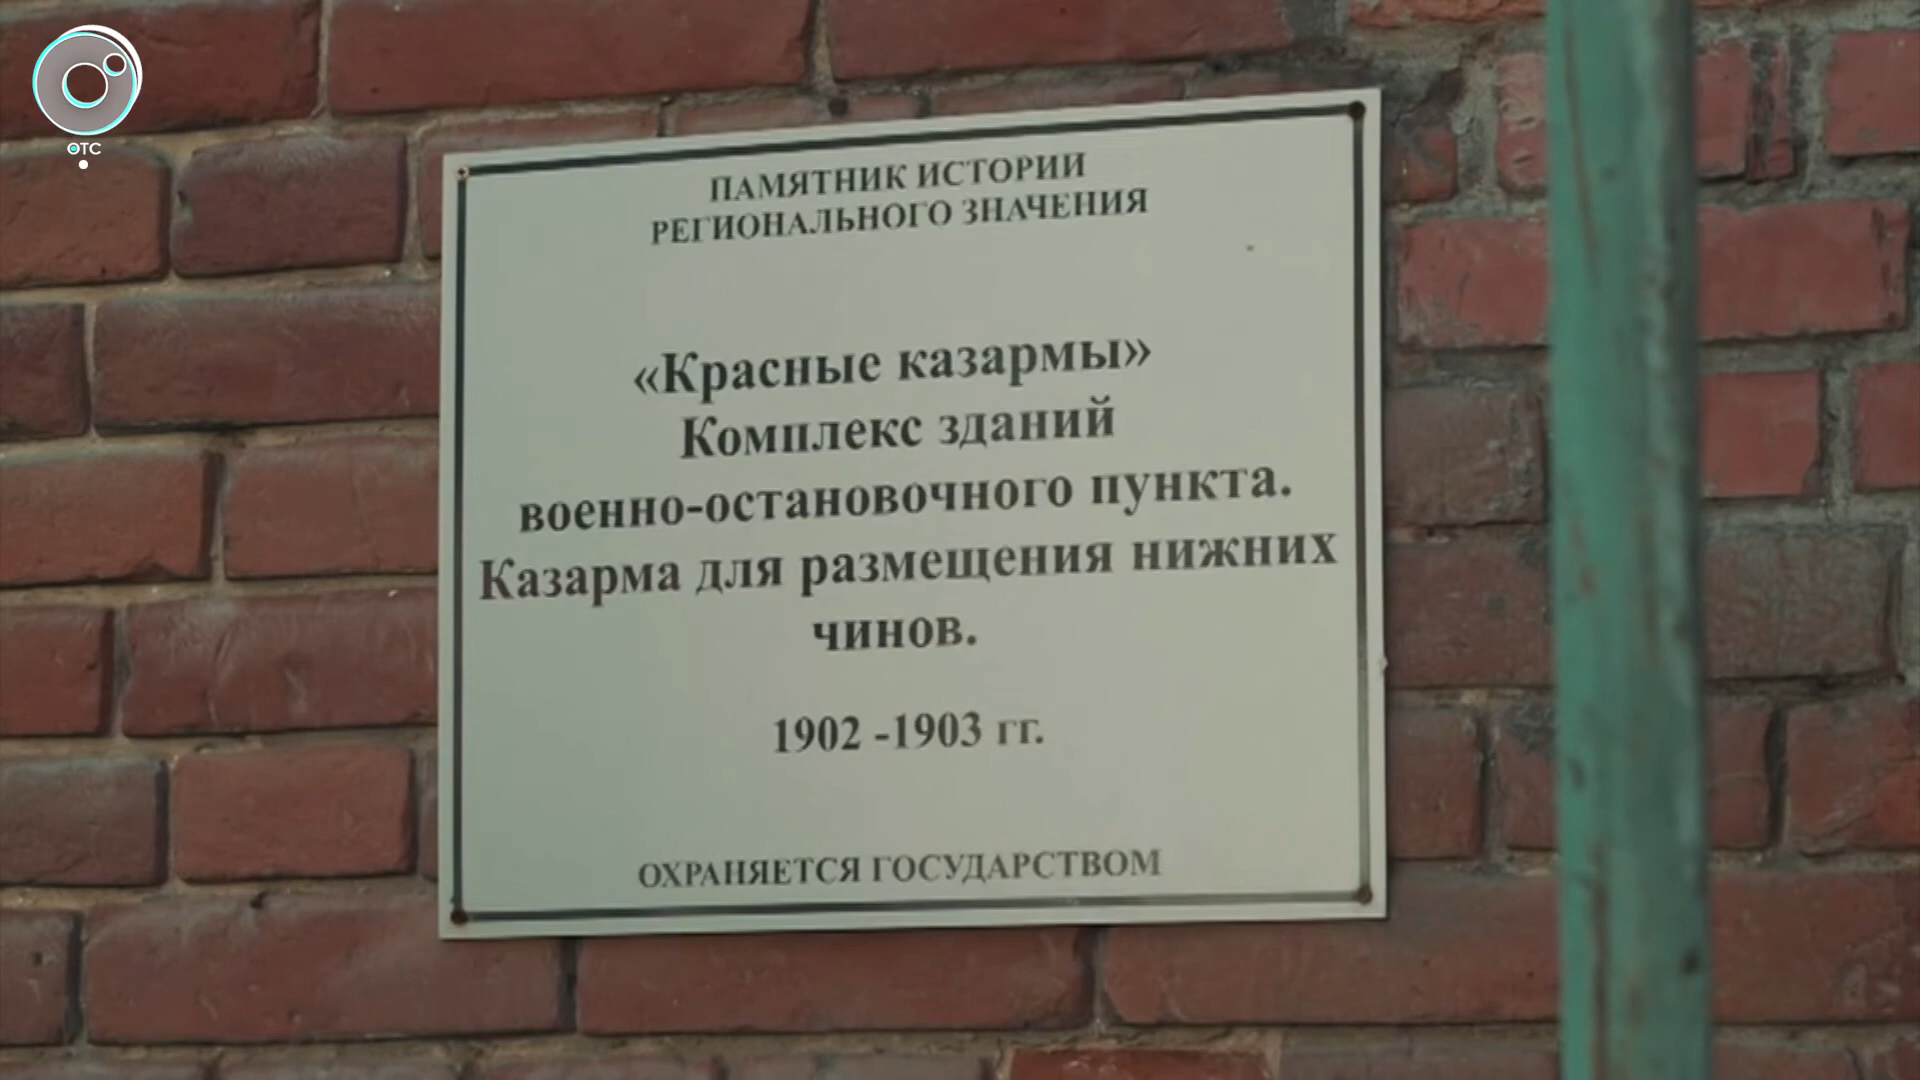 ОТС
ПАМЯТНИК ИСТОРИИ
РЕГИОНАЛЬНОГО ЗНАЧЕНИЯ
«Красные казармы»
Комплекс зданий
военно-остановочного пункта.
Казарма для размещения нижних
чинов.
1902 -1903 гг.
ОХРАНЯЕТСЯ ГОСУДАРСТВОМ